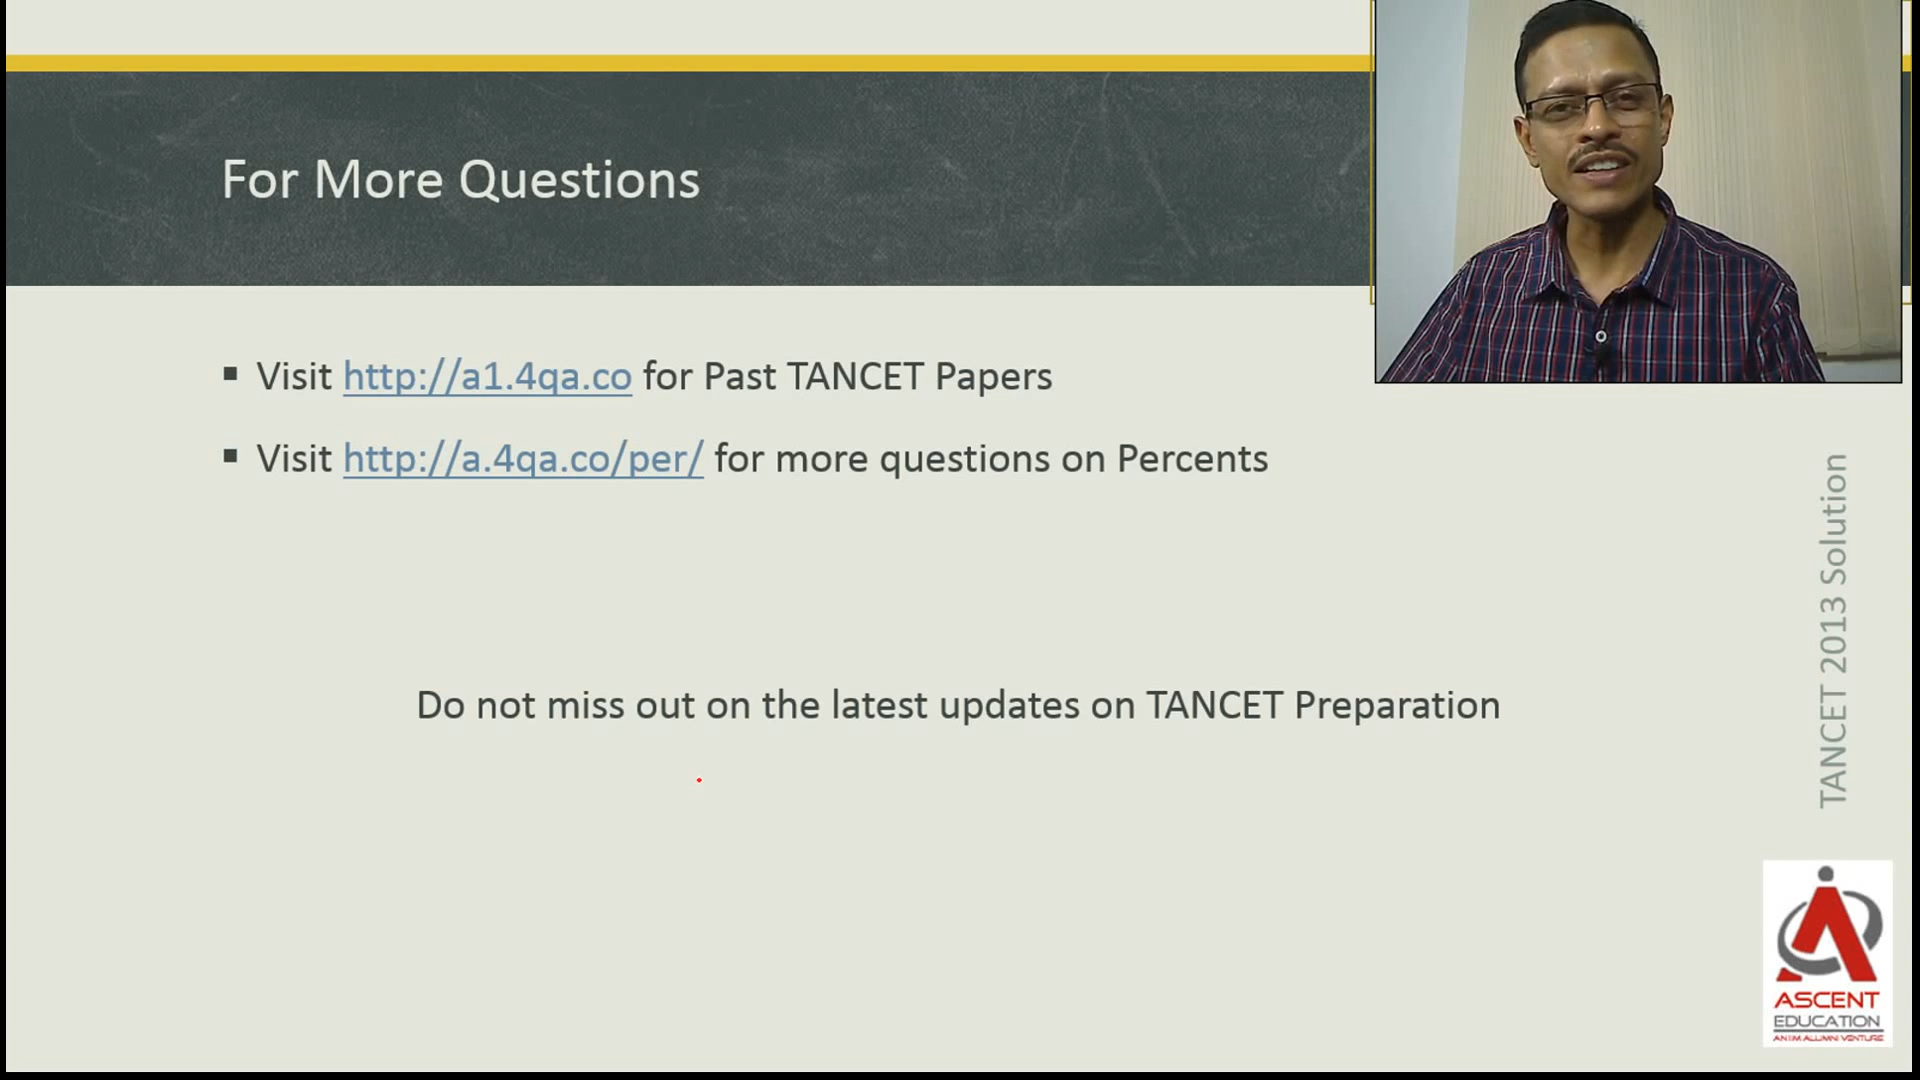 For More Questions
Visit http://a1.4qa.co for Past TANCET Papers
Visit http://a.4qa.co/per/ for more questions on Percents
Do not miss out on the latest updates on TANCET Preparation
TANCET 2013 Solution
ASCENT
EDUCATION
AN IIM ALUMNI VENTURE